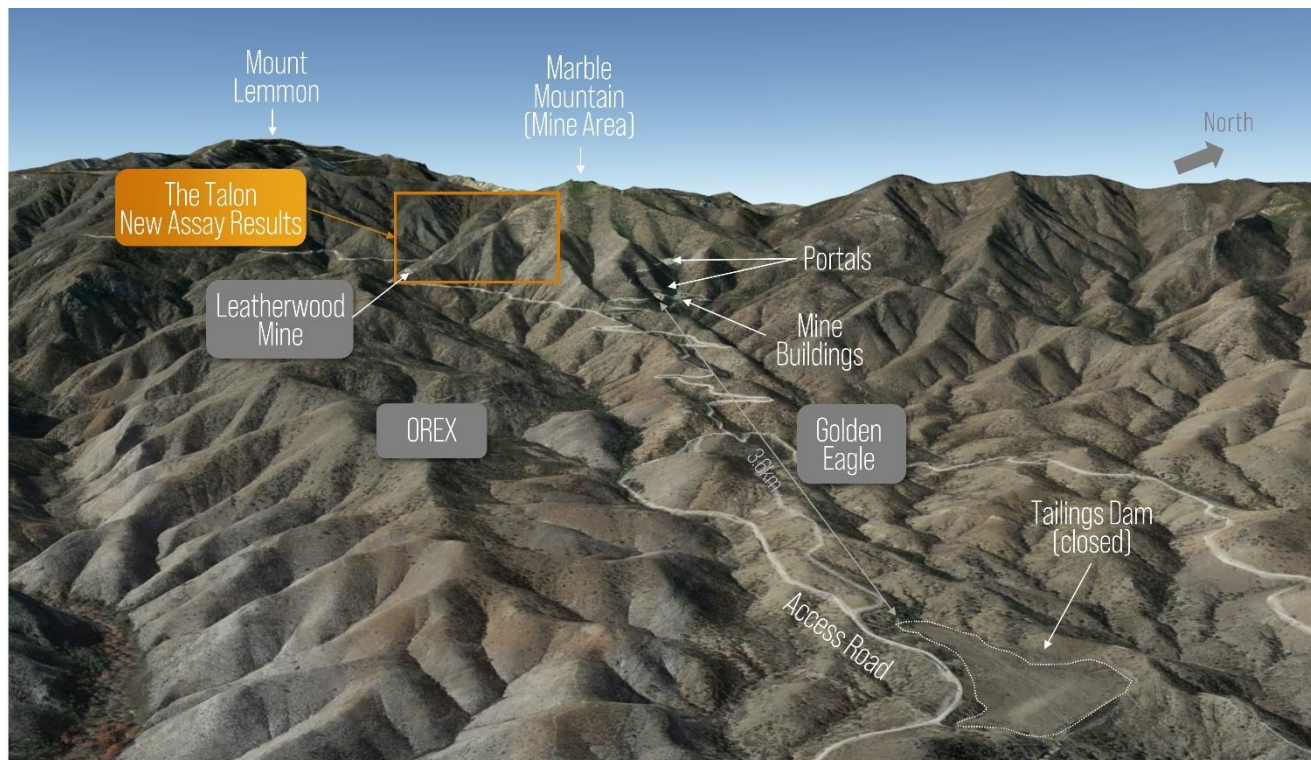 Mount
Lemmon
Marble
Mountain
(Mine Area)
North
The Talon
New Assay Results
Portals
Leatherwood
Mine
Mine
Buildings
OREX
Golden
Eagle
3.6km
Tailings Dam
(closed)
Access Road